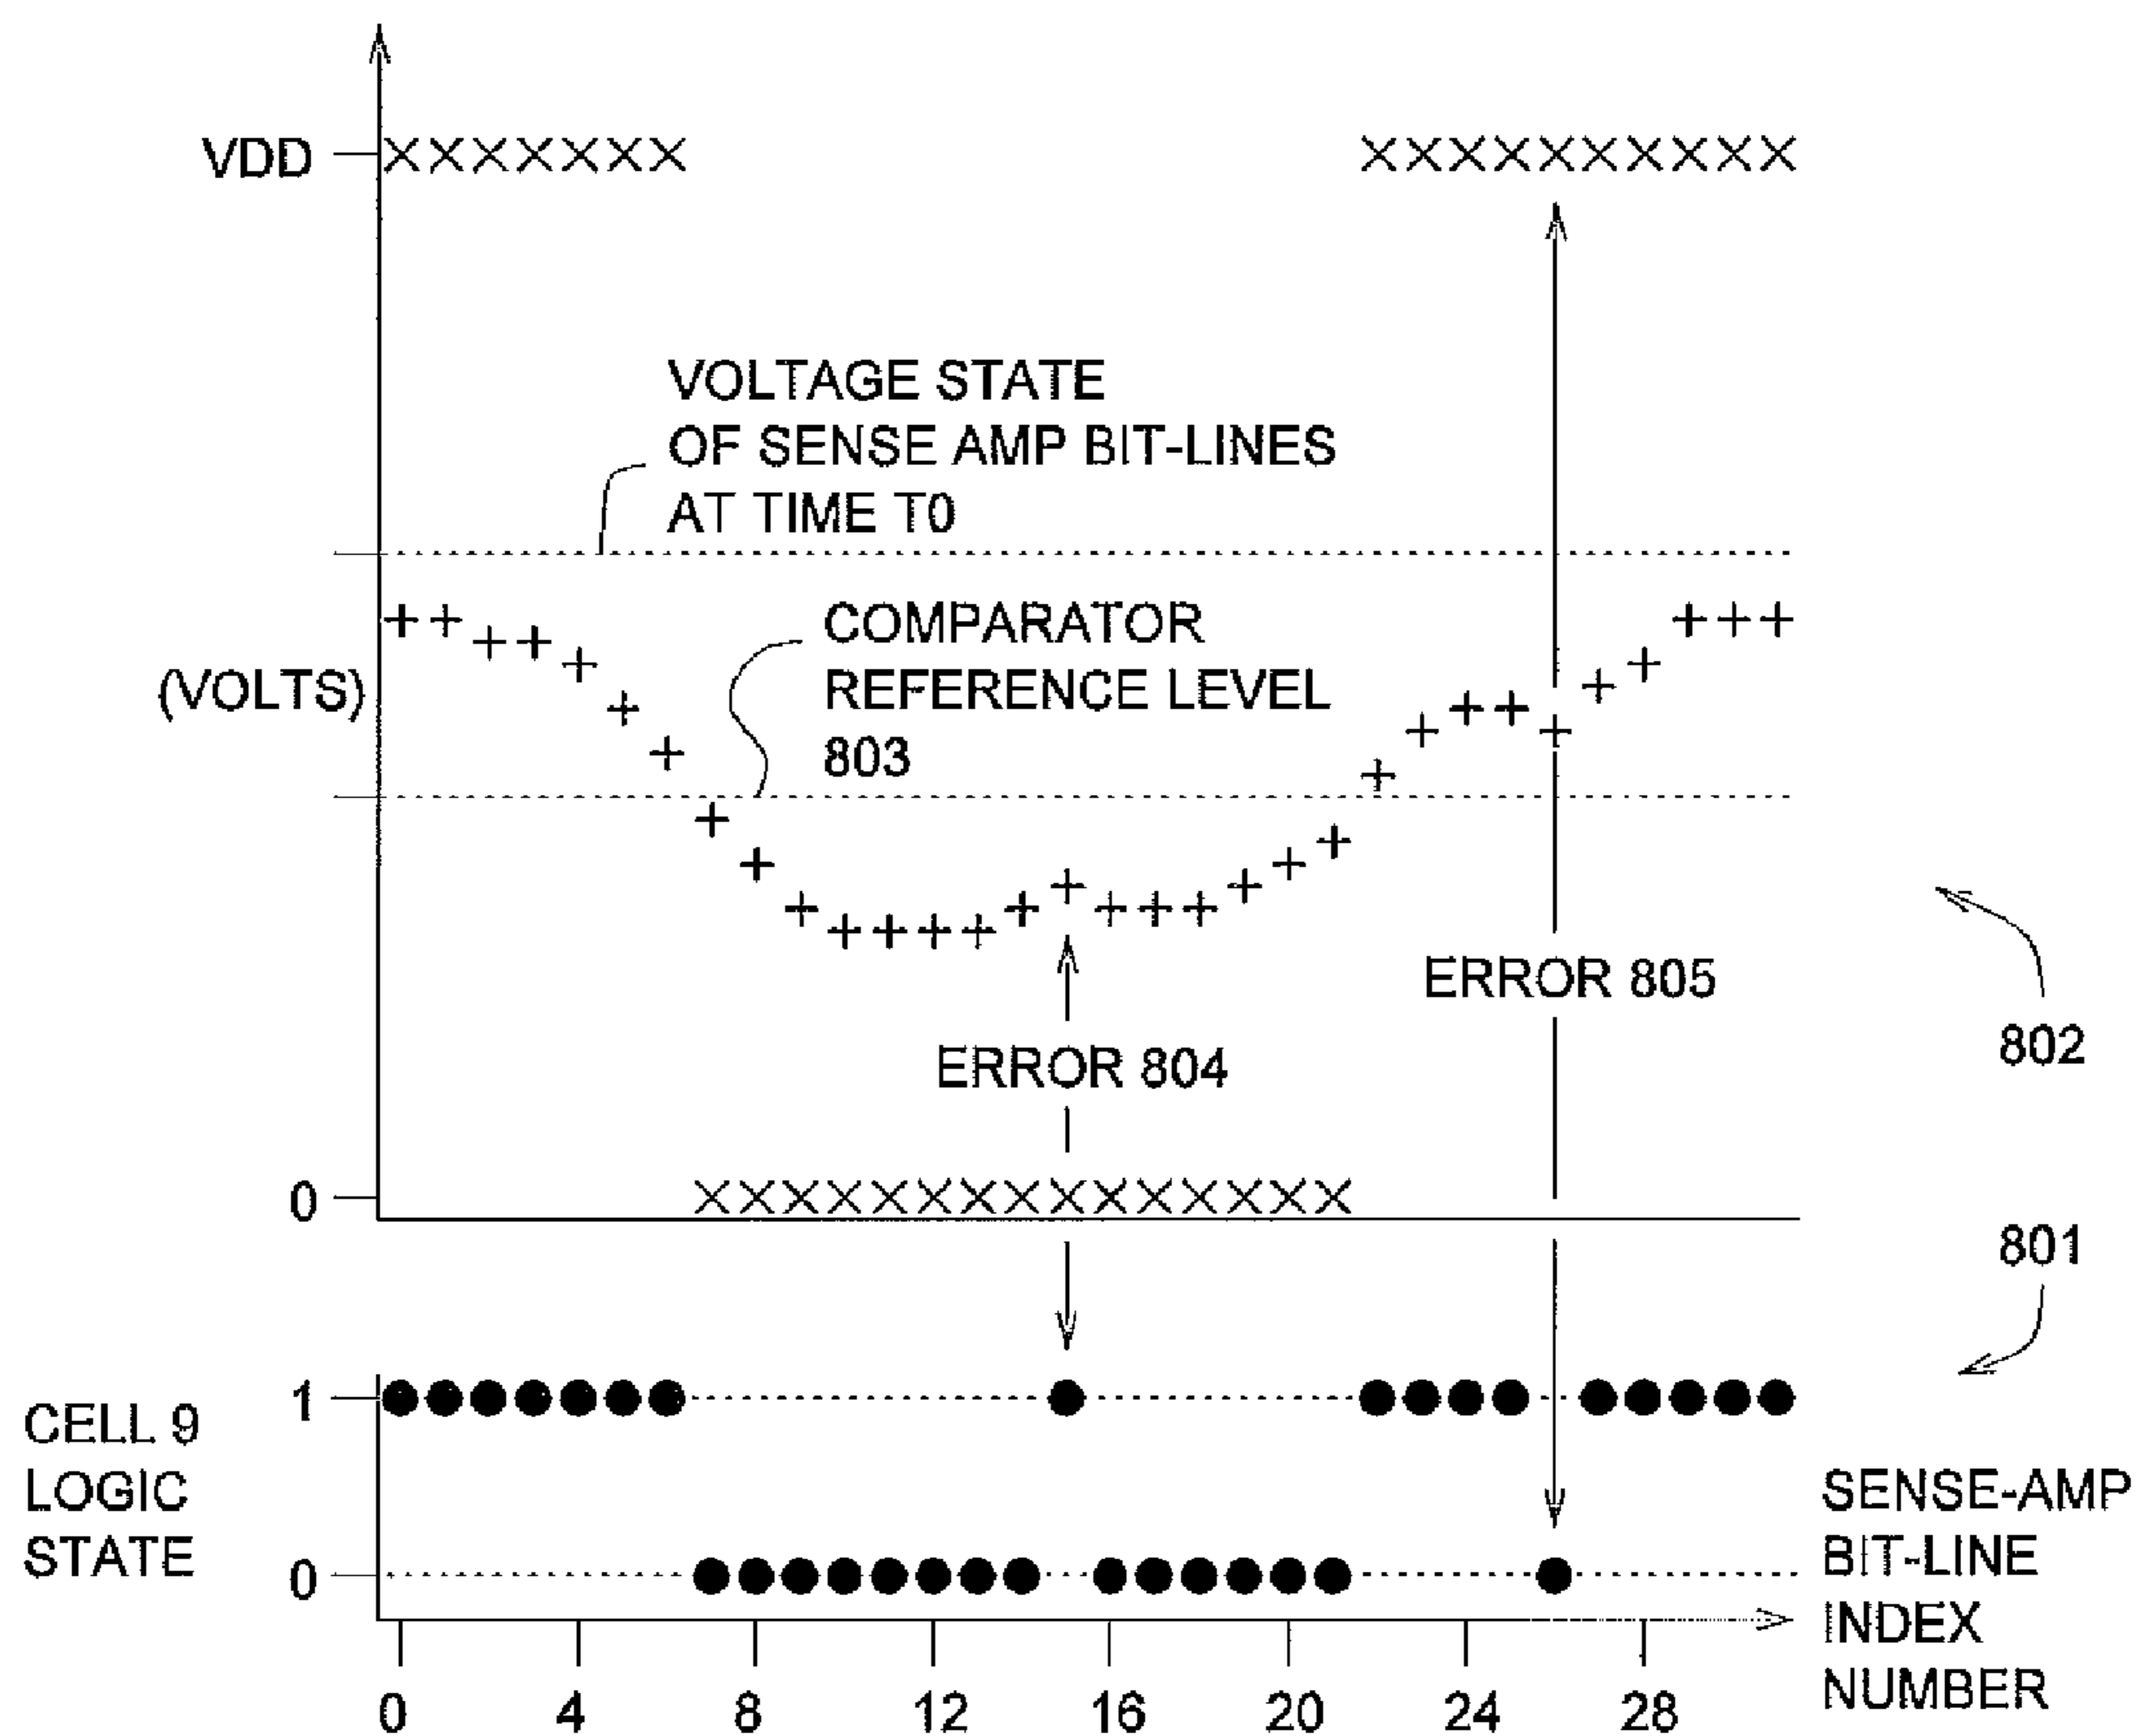 VDD
VOLTAGE STATE
OF SENSE AMP BIT-LINES
AT TIME T0
(VOLTS)
COMPARATOR
REFERENCE LEVEL
803
ERROR 805
ERROR 804
802
0
801
1
CELL 9
LOGIC
STATE
0
SENSE-AMP
BIT-LINE
INDEX
NUMBER
0 4 8 12 16 20 24 28